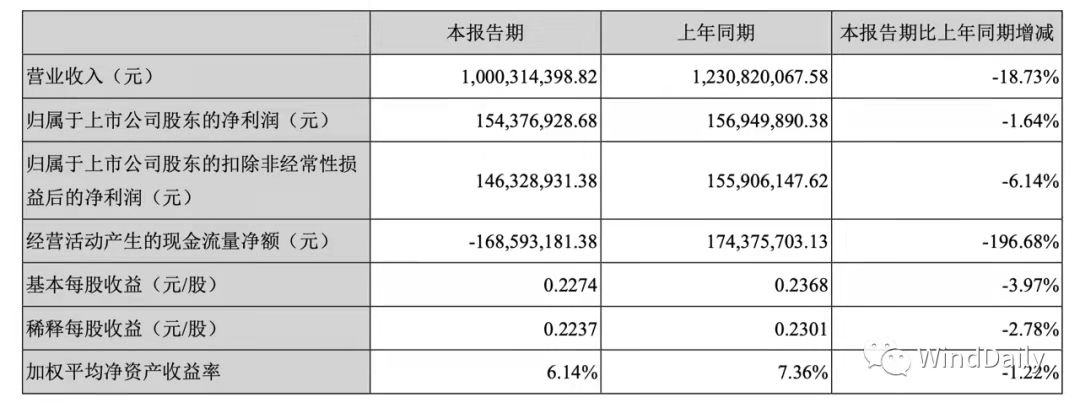 本报告期 上年同期 本报告期比上年同期增减
营业收入（元） 1,000,314,398.82 1,230,820,067.58 -18.73%
归属于上市公司股东的净利润（元） 154,376,928.68 156,949,890.38 -1.64%
归属于上市公司股东的扣除非经常性损
益后的净利润（元） 146,328,931.38 155,906,147.62 -6.14%
经营活动产生的现金流量净额（元） -168,593,181.38 174,375,703.13 -196.68%
基本每股收益（元/股） 0.2274 0.2368 -3.97%
稀释每股收益（元/股） 0.2237 0.2301 -2.78%
加权平均净资产收益率 6.14% 7.36% -1.22%
WindDaily